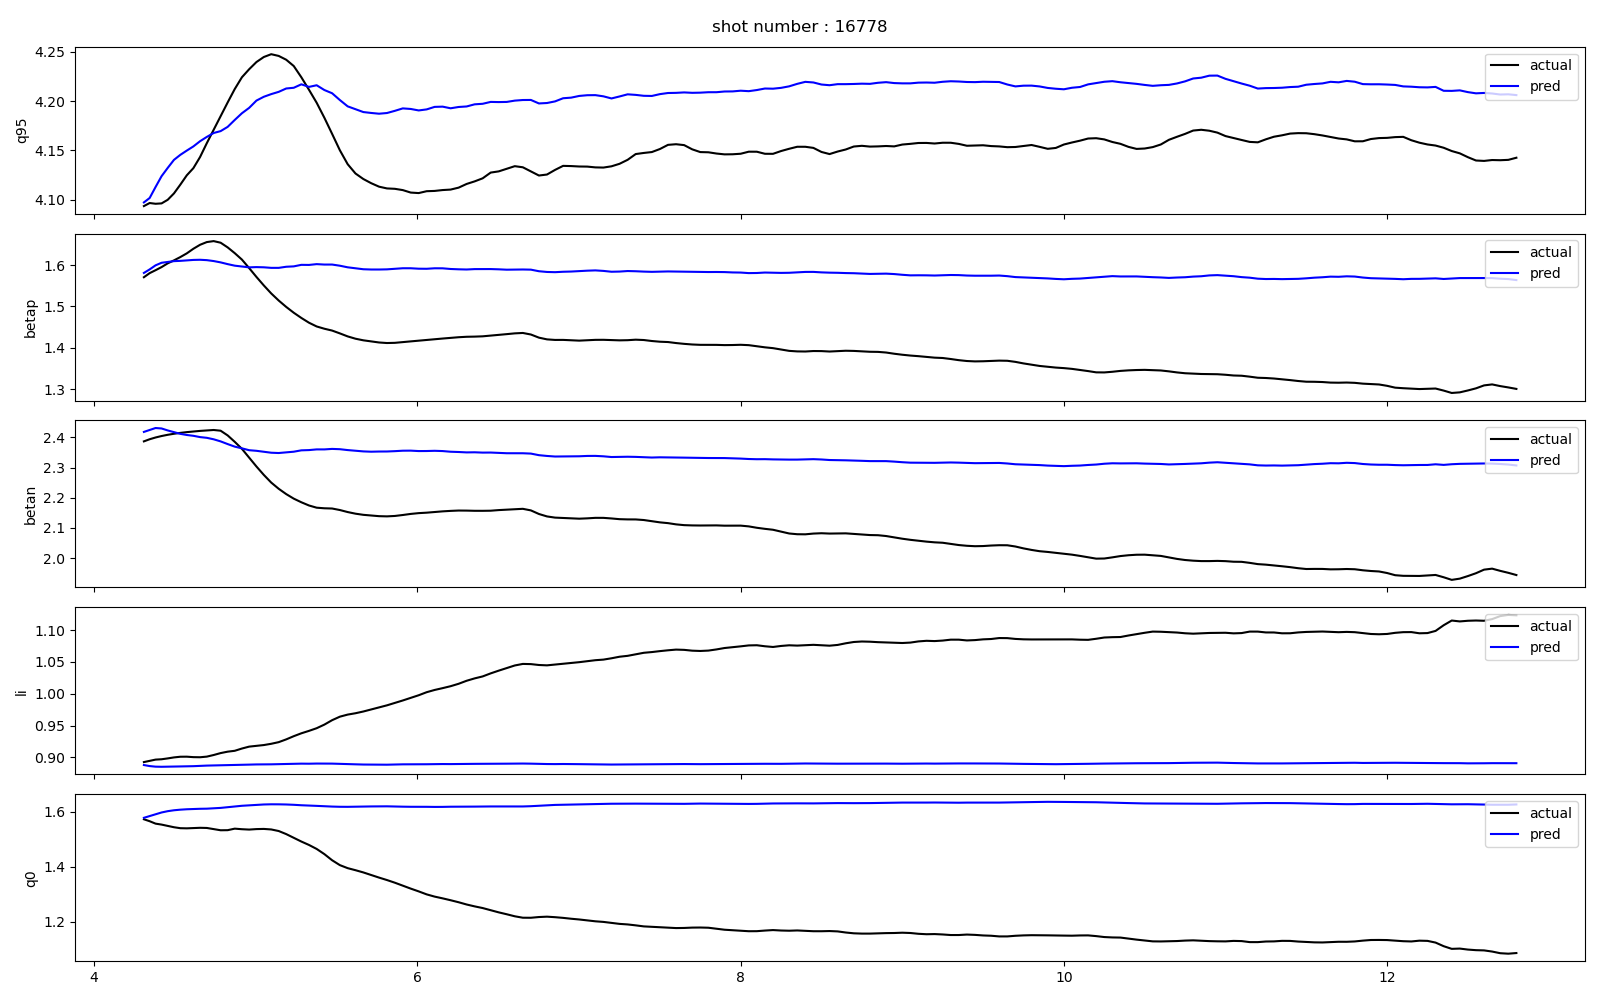 shot number : 16778
4.25
4.20
4.15
4.10
q95
actual
pred
1.6
1.5
1.4
1.3
betap
actual
pred
2.4
2.3
2.2
2.1
2.0
betan
actual
pred
1.10
1.05
1.00
0.95
0.90
li
actual
pred
1.6
1.4
1.2
q0
actual
pred
4 6 8 10 12